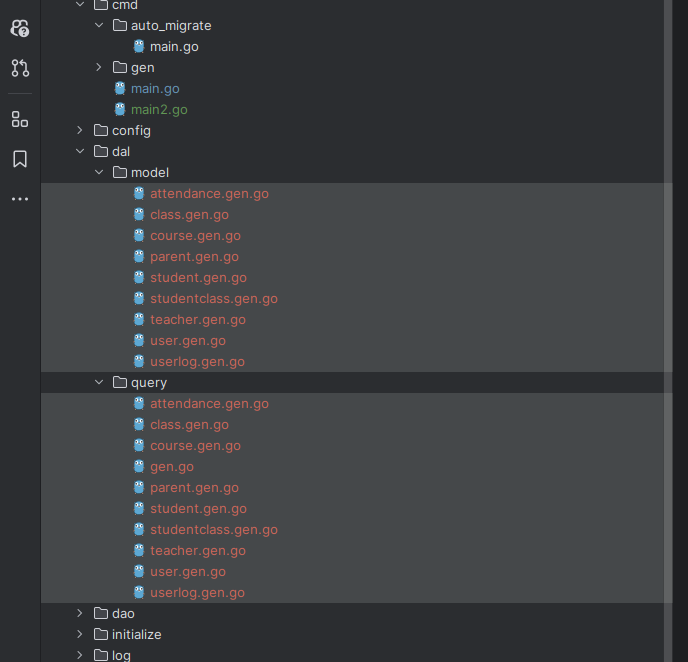 cmd
auto_migrate
main.go
gen
main.go
main2.go
config
dal
model
attendance.gen.go
class.gen.go
course.gen.go
parent.gen.go
student.gen.go
studentclass.gen.go
teacher.gen.go
user.gen.go
userlog.gen.go
query
attendance.gen.go
class.gen.go
course.gen.go
gen.go
parent.gen.go
student.gen.go
studentclass.gen.go
teacher.gen.go
user.gen.go
userlog.gen.go
dao
initialize
log